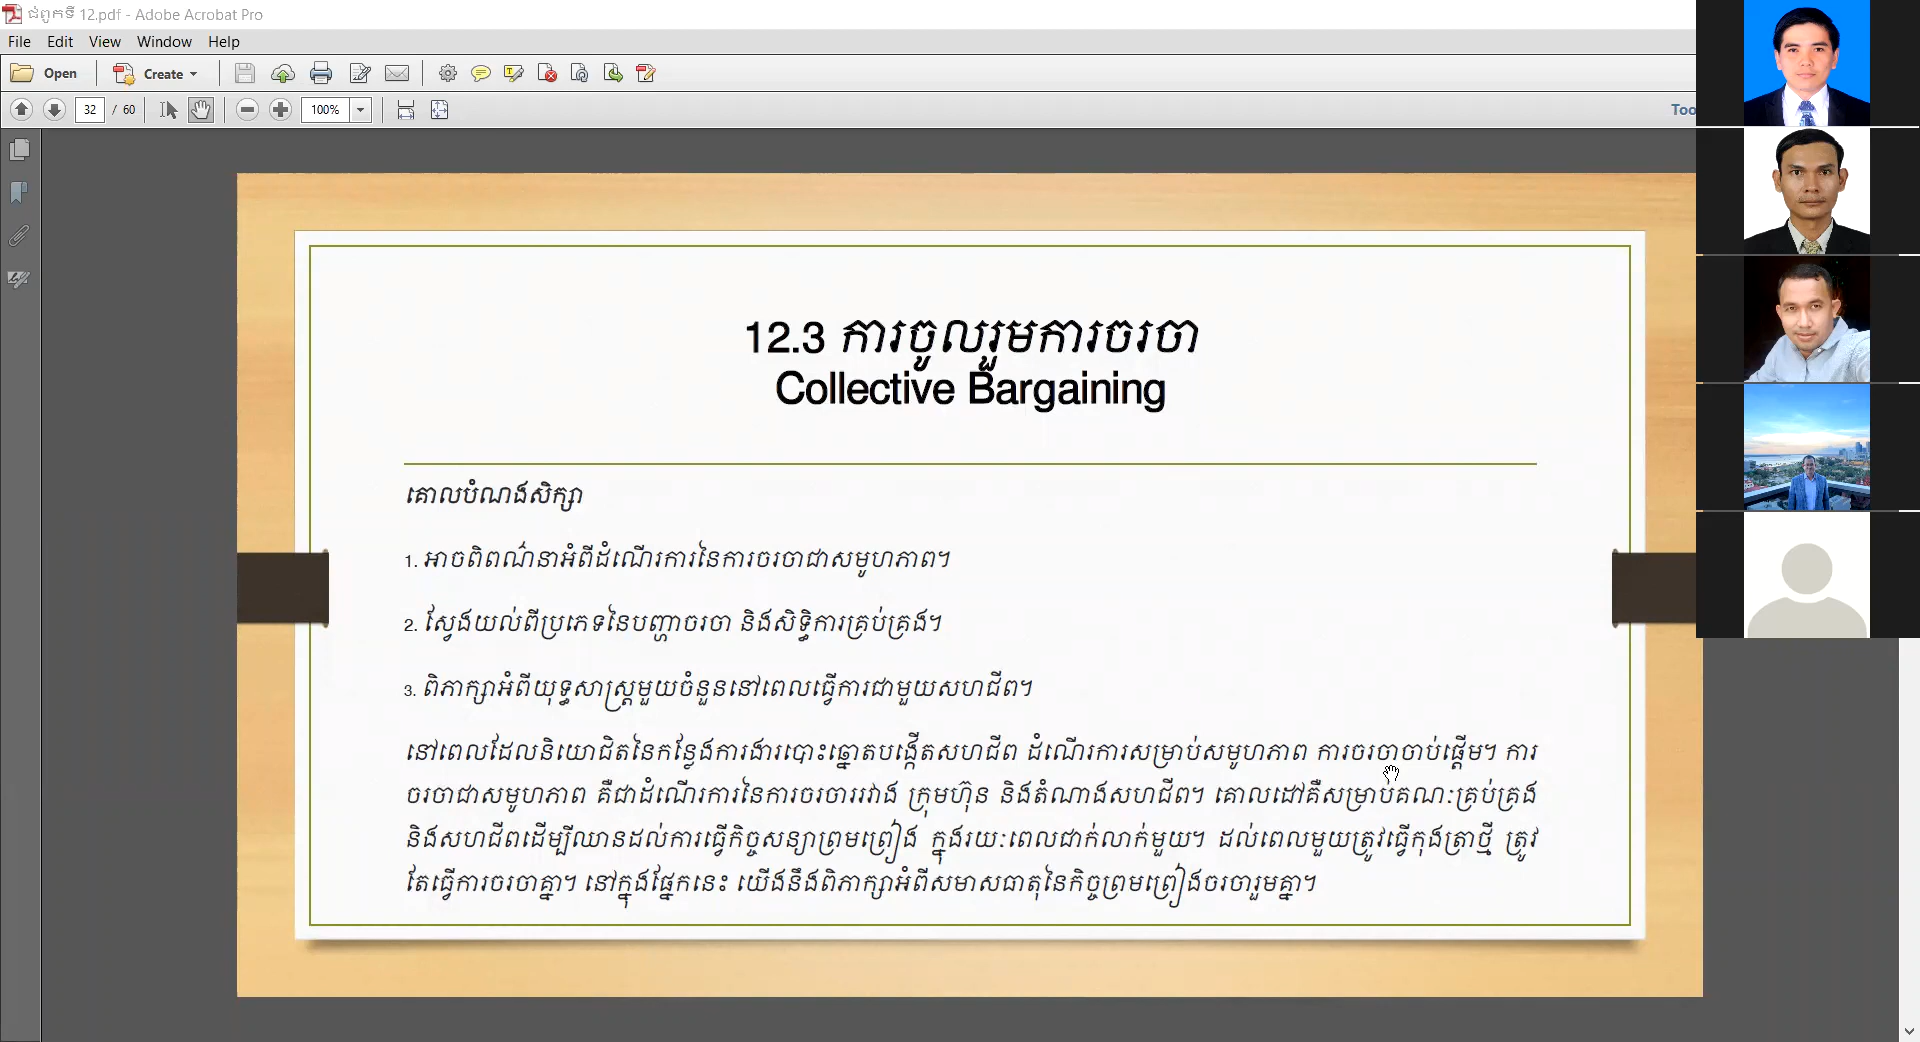 ជំពូកទី 12.pdf - Adobe Acrobat Pro
File Edit View Window Help
Open Create
32 / 60 100% Too
12.3 ការចូលរួមការចរចា
Collective Bargaining
គោលបំណងសិក្សា
1. អាចពិពណ៌នាអំពីដំណើរការនៃការចរចាជាសមូហភាព។
2. ស្វែងយល់ពីប្រភេទនៃបញ្ហាចរចា និងសិទ្ធិការគ្រប់គ្រង។
3. ពិភាក្សាអំពីយុទ្ធសាស្ត្រមួយចំនួននៅពេលធ្វើការជាមួយសហជីព។
នៅពេលដែលនិយោជិតនៃកន្លែងការងារបោះឆ្នោតបង្កើតសហជីព ដំណើរការសម្រាប់សមូហភាព ការចរចាចាប់ផ្តើម។ ការ
ចរចាជាសមូហភាព គឺជាដំណើរការនៃការចរចាររវាង ក្រុមហ៊ុន និងតំណាងសហជីព។ គោលដៅគឺសម្រាប់គណៈគ្រប់គ្រង
និងសហជីពដើម្បីឈានដល់ការធ្វើកិច្ចសន្យាព្រមព្រៀង ក្នុងរយៈពេលជាក់លាក់មួយ។ ដល់ពេលមួយត្រូវធ្វើកុងត្រាថ្មី ត្រូវ
តែធ្វើការចរចាគ្នា។ នៅក្នុងផ្នែកនេះ យើងនឹងពិភាក្សាអំពីសមាសធាតុនៃកិច្ចព្រមព្រៀងចរចារួមគ្នា។